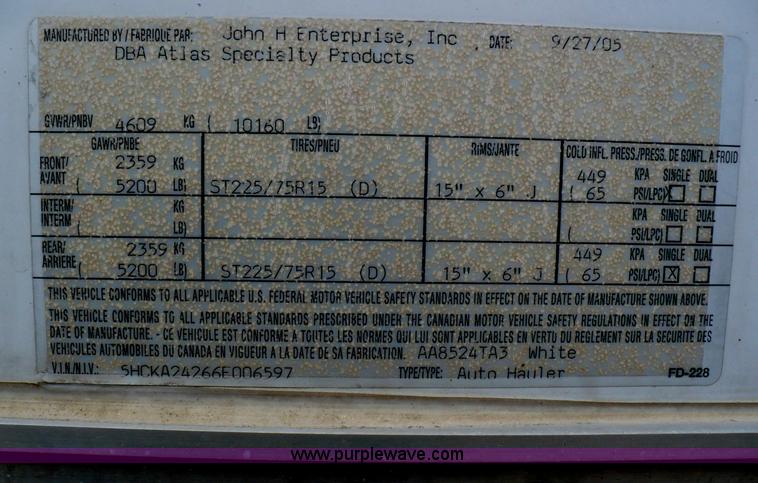 MANUFACTURED BY / FABRIQUE PAR: John H Enterprise, Inc . DATE: 9/27/05
DBA Atlas Specialty Products
GVWR/PNBV 4609 KG ( 10160 LB)
GAWR/PNBE TIRES/PNEU RIMS/JANTE COLD INFL. PRESS./PRESS. DE GONFL. A FROID
FRONT/ 2359 KG 449 KPA SINGLE DUAL
AVANT ( 5200 LB) ST225/75R15 (D) 15" x 6" J ( 65 PSI/LPC)
INTERM/ KG KPA SINGLE DUAL
INTERM ( LB) ( PSI/LPC)
REAR/ 2359 KG 449 KPA SINGLE DUAL
ARRIERE ( 5200 LB) ST225/75R15 (D) 15" x 6" J ( 65 PSI/LPC) X
THIS VEHICLE CONFORMS TO ALL APPLICABLE U.S. FEDERAL MOTOR VEHICLE SAFETY STANDARDS IN EFFECT ON THE DATE OF MANUFACTURE SHOWN ABOVE.
THIS VEHICLE CONFORMS TO ALL APPLICABLE STANDARDS PRESCRIBED UNDER THE CANADIAN MOTOR VEHICLE SAFETY REGULATIONS IN EFFECT ON THE
DATE OF MANUFACTURE. - CE VEHICULE EST CONFORME A TOUTES LES NORMES QUI LUI SONT APPLICABLES EN VERTU DU REGLEMENT SUR LA SECURITE DES
VEHICULES AUTOMOBILES DU CANADA EN VIGUEUR A LA DATE DE SA FABRICATION. AA8524TA3 White
V.I.N./N.I.V.: 5HCKA24266E006597 TYPE/TYPE: Auto Hauler FD-228
www.purplewave.com